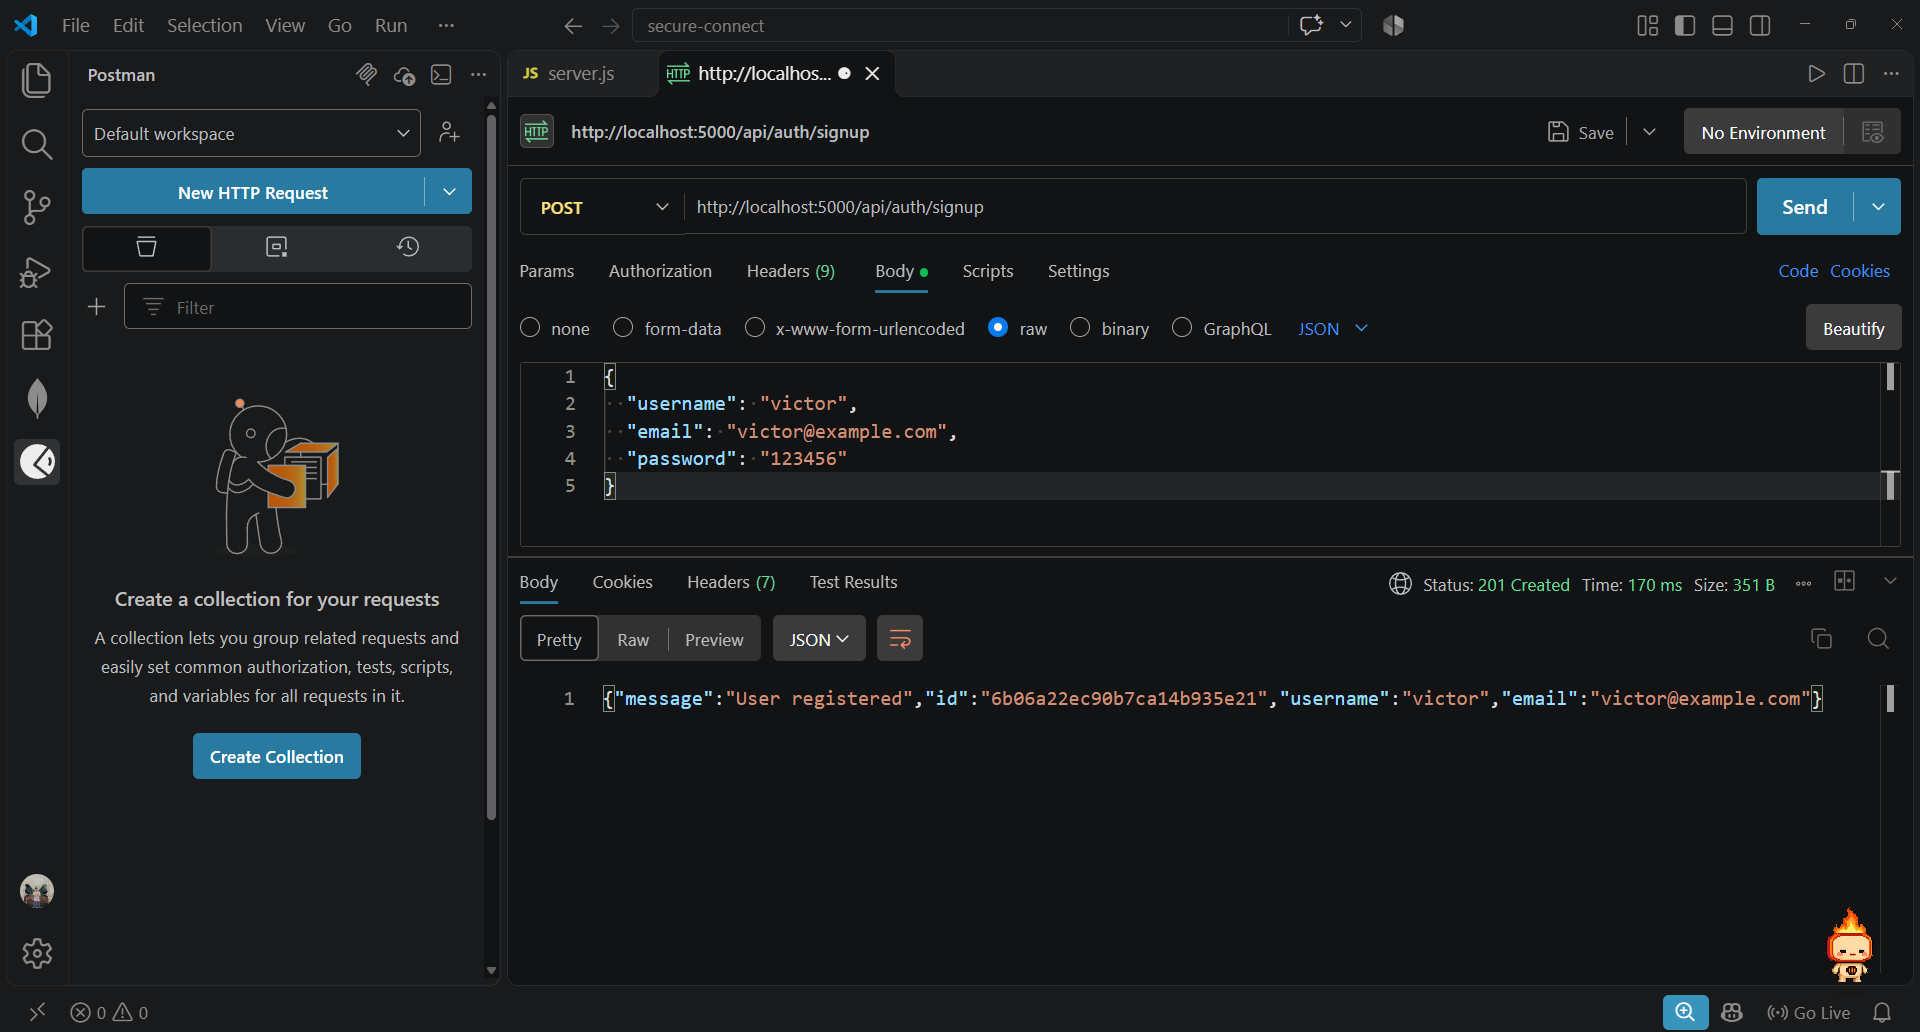 File Edit Selection View Go Run ···
secure-connect
Postman
Default workspace
New HTTP Request
Filter
Create a collection for your requests
A collection lets you group related requests and
easily set common authorization, tests, scripts,
and variables for all requests in it.
Create Collection
JS server.js
HTTP http://localhos...
HTTP http://localhost:5000/api/auth/signup
Save
No Environment
POST
http://localhost:5000/api/auth/signup
Send
Params Authorization Headers (9) Body Scripts Settings
Code Cookies
none form-data x-www-form-urlencoded raw binary GraphQL JSON
Beautify
1 {
2 "username": "victor",
3 "email": "victor@example.com",
4 "password": "123456"
5 }
Body Cookies Headers (7) Test Results
Status: 201 Created Time: 170 ms Size: 351 B
Pretty Raw Preview JSON
1 {"message":"User registered","id":"6b06a22ec90b7ca14b935e21","username":"victor","email":"victor@example.com"}
0 0
Go Live